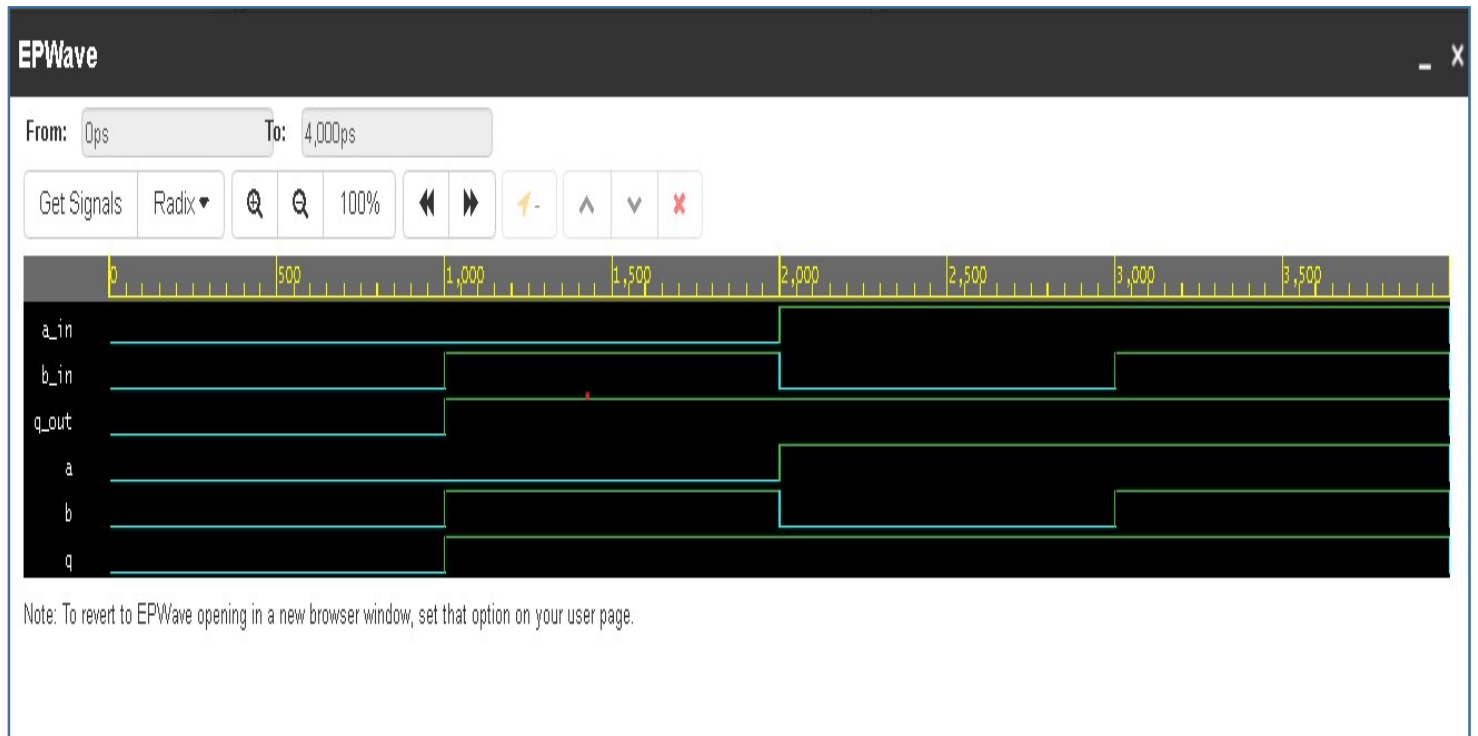 EPWave
From: 0ps To: 4,000ps
Get Signals Radix 100% -
0 500 1,000 1,500 2,000 2,500 3,000 3,500
a_in
b_in
q_out
a
b
q
Note: To revert to EPWave opening in a new browser window, set that option on your user page.